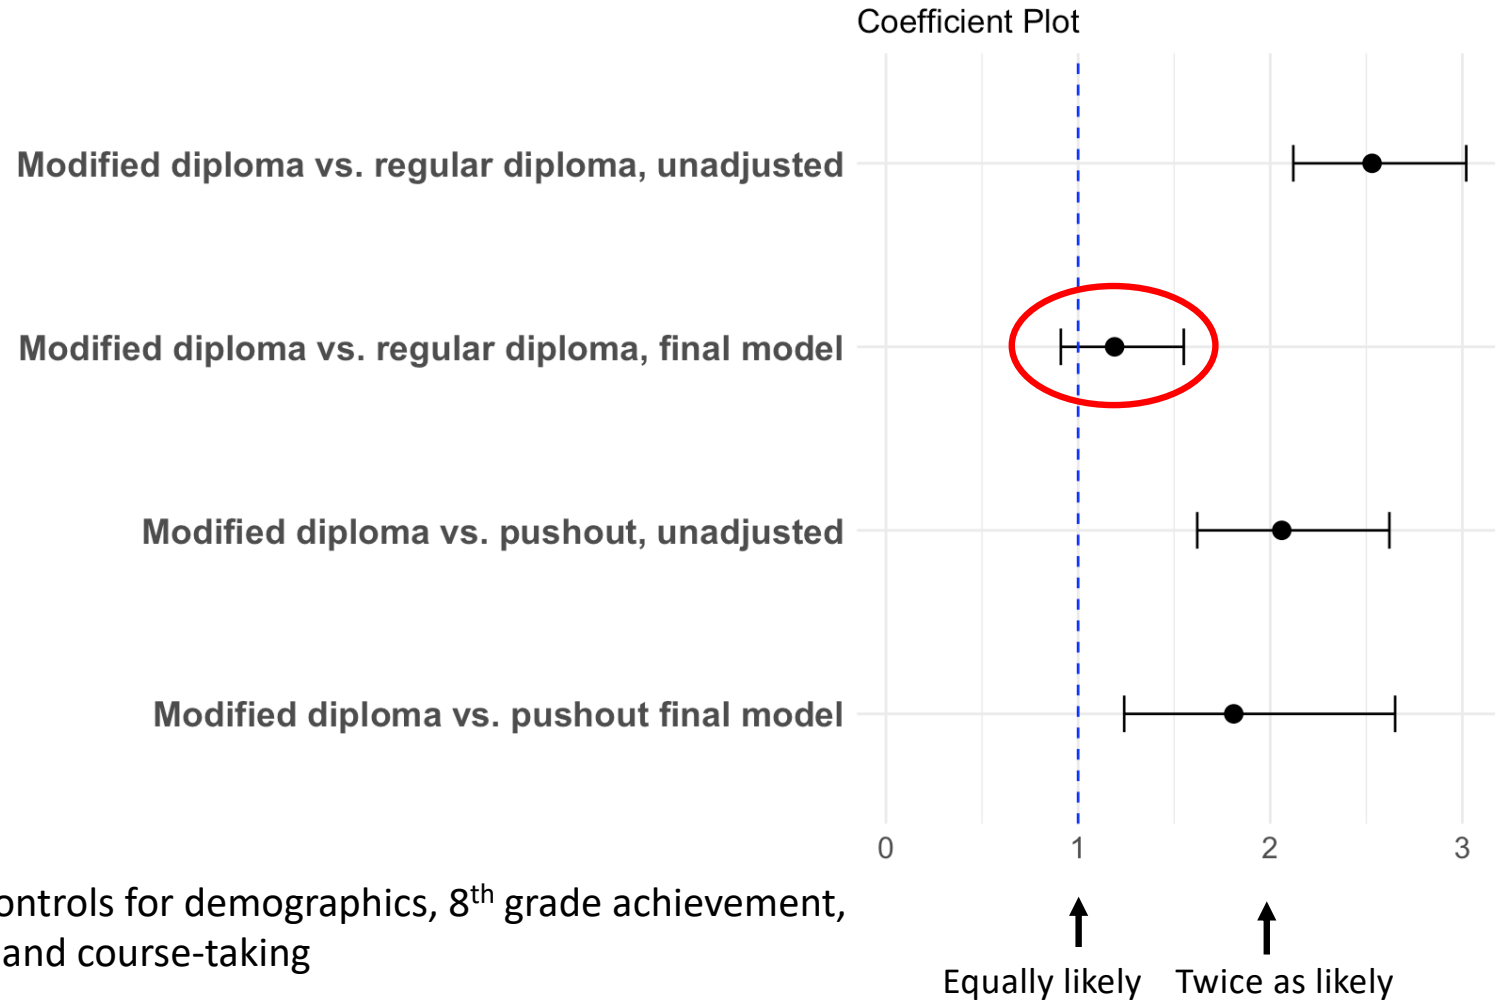 Coefficient Plot
Modified diploma vs. regular diploma, unadjusted
Modified diploma vs. regular diploma, final model
Modified diploma vs. pushout, unadjusted
Modified diploma vs. pushout final model
0 1 2 3
ontrols for demographics, 8th grade achievement,
and course-taking
Equally likely Twice as likely